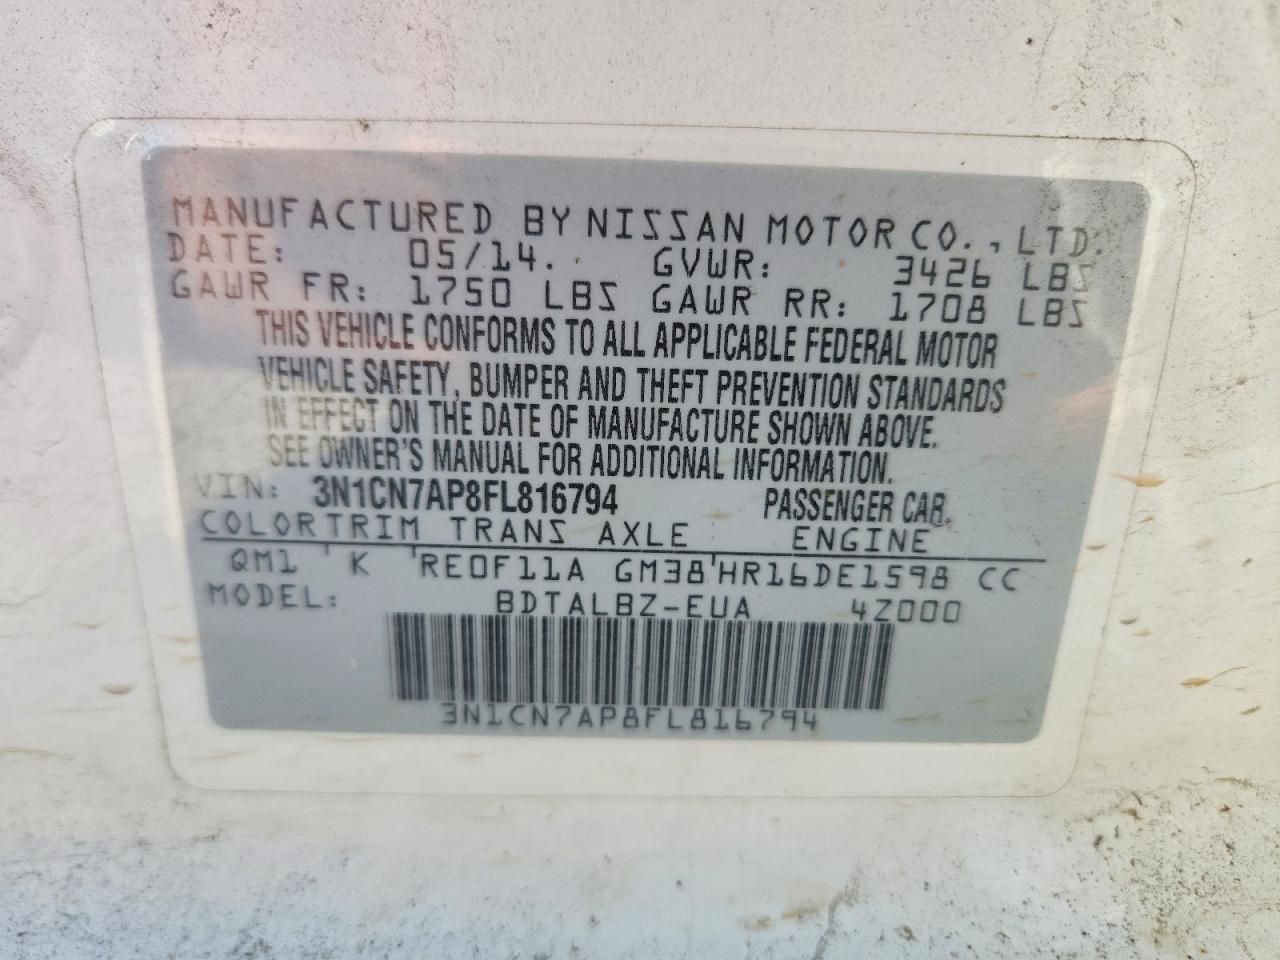 MANUFACTURED BY NISSAN MOTOR CO., LTD.
DATE: 05/14. GVWR: 3426 LBS
GAWR FR: 1750 LBS GAWR RR: 1708 LBS
THIS VEHICLE CONFORMS TO ALL APPLICABLE FEDERAL MOTOR
VEHICLE SAFETY, BUMPER AND THEFT PREVENTION STANDARDS
IN EFFECT ON THE DATE OF MANUFACTURE SHOWN ABOVE.
SEE OWNER'S MANUAL FOR ADDITIONAL INFORMATION.
VIN: 3N1CN7AP8FL816794 PASSENGER CAR.
COLOR TRIM TRANS AXLE ENGINE
QM1 ' K ' RE0F11A GM38 ' HR16DE1598 CC
MODEL: BDTALBZ-EUA 4Z000
3N1CN7AP8FL816794